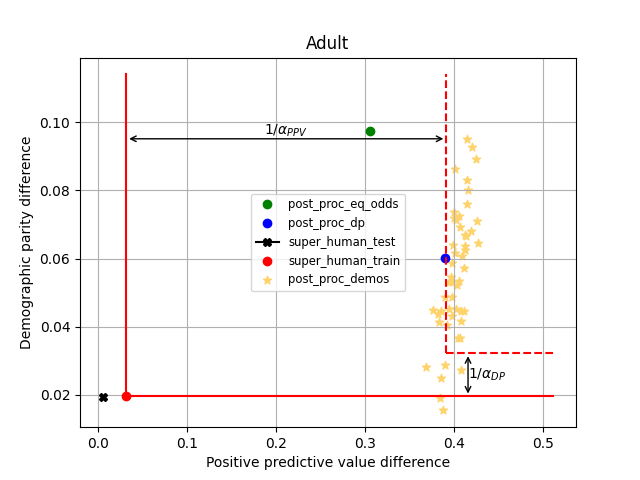 Adult
Demographic parity difference
0.10
0.08
0.06
0.04
0.02
1/α_PPV
post_proc_eq_odds
post_proc_dp
super_human_test
super_human_train
post_proc_demos
1/α_DP
0.0 0.1 0.2 0.3 0.4 0.5
Positive predictive value difference